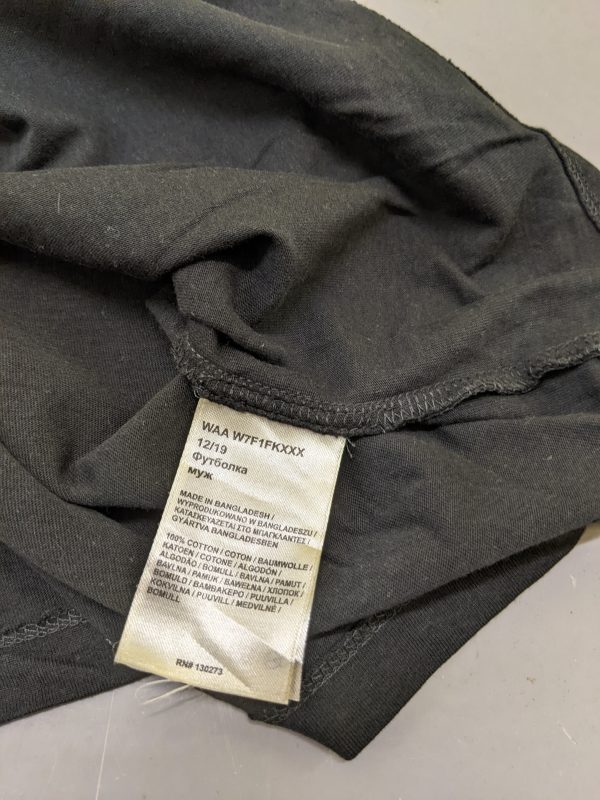 WAA W7F1FKXXX
12/19
Футболка
муж
MADE IN BANGLADESH /
WYPRODUKOWANO W BANGLADESZU /
ΚΑΤΑΣΚΕΥΑΖΕΤΑΙ ΣΤΟ ΜΠΑΓΚΛΑΝΤΕΣ /
GYÁRTVA BANGLADESBEN
100% COTTON / COTON / BAUMWOLLE /
KATOEN / COTONE / ALGODÓN /
ALGODÃO / BOMULL / BAVLNA / PAMUT /
BAVLNA / PAMUK / BAWEŁNA / ХЛОПОК /
BOMULD / ΒΑΜΒΑΚΕΡΟ / PUUVILLA /
KOKVILNA / PUUVILL / MEDVILNĖ /
BOMULL
RN# 130273